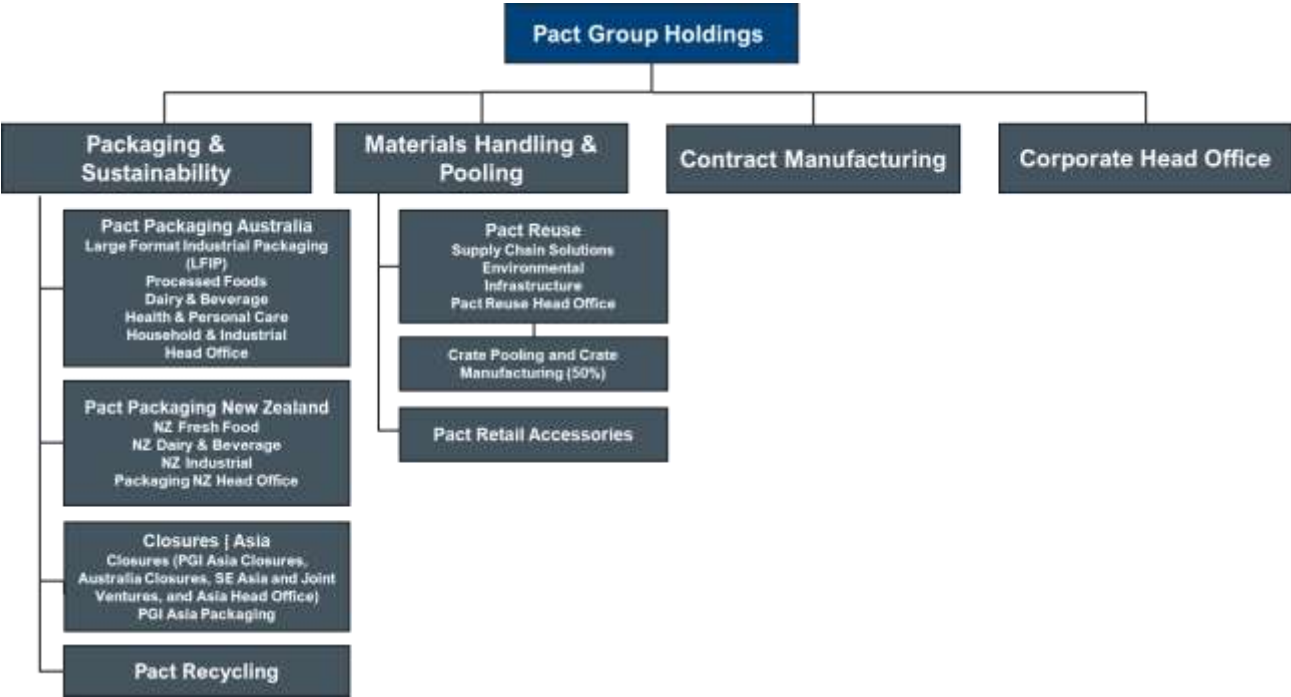 Pact Group Holdings
Packaging &
Sustainability
Materials Handling &
Pooling
Contract Manufacturing
Corporate Head Office
Pact Packaging Australia
Large Format Industrial Packaging
(LFIP)
Processed Foods
Dairy & Beverage
Health & Personal Care
Household & Industrial
Head Office
Pact Packaging New Zealand
NZ Fresh Food
NZ Dairy & Beverage
NZ Industrial
Packaging NZ Head Office
Closures | Asia
Closures (PGI Asia Closures,
Australia Closures, SE Asia and Joint
Ventures, and Asia Head Office)
PGI Asia Packaging
Pact Recycling
Pact Reuse
Supply Chain Solutions
Environmental
Infrastructure
Pact Reuse Head Office
Crate Pooling and Crate
Manufacturing (50%)
Pact Retail Accessories